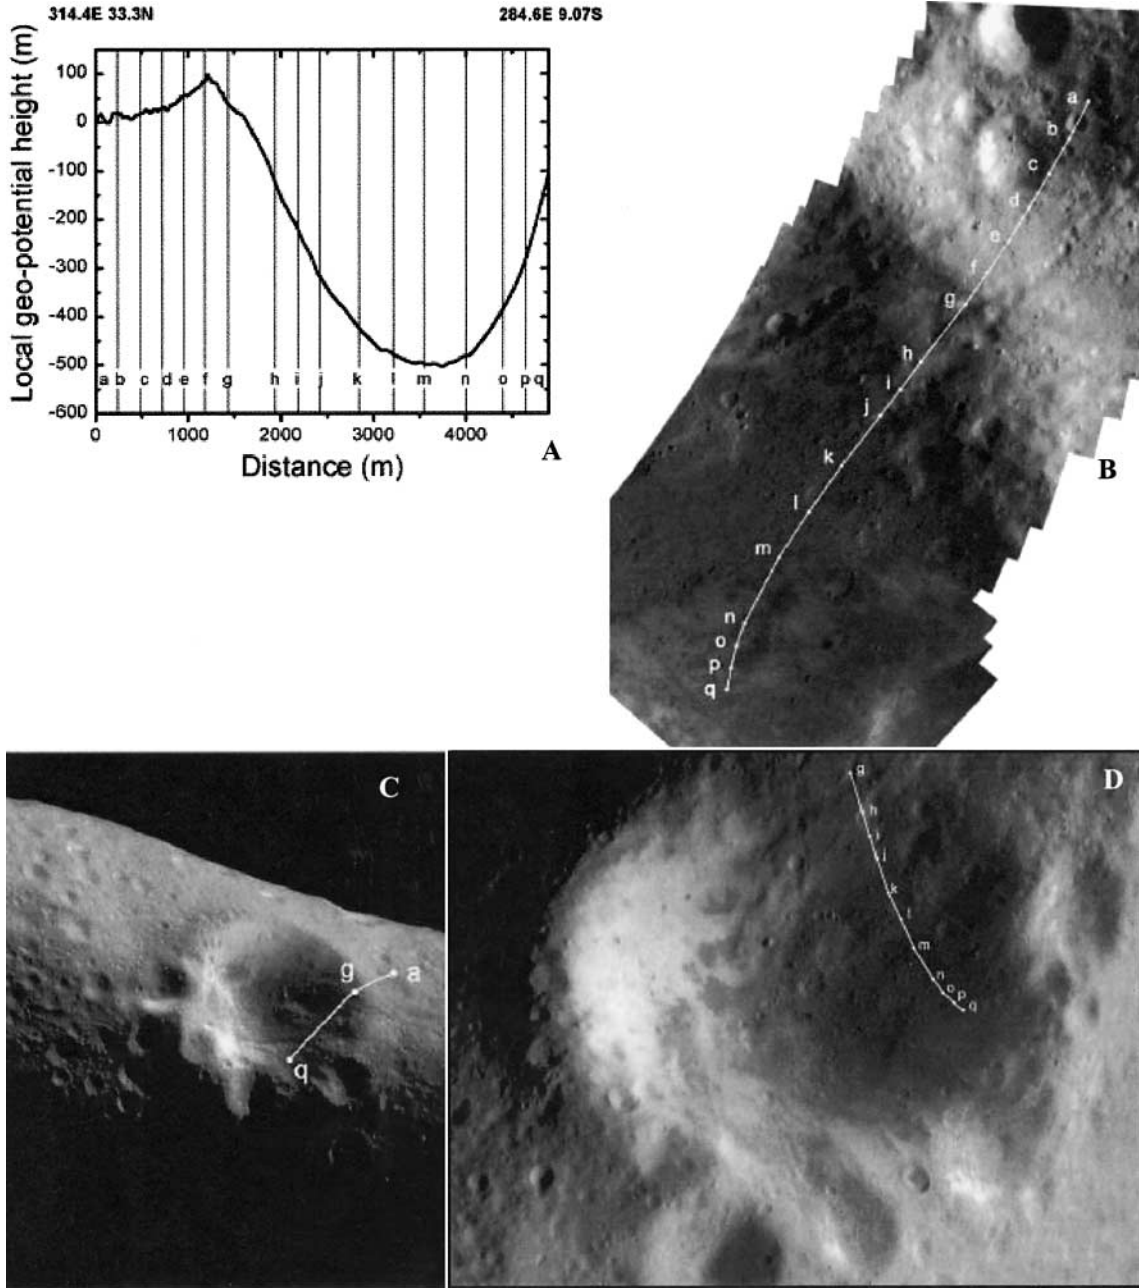 314.4E 33.3N 284.6E 9.07S
Local geo-potential height (m)
100
0
-100
-200
-300
-400
-500
-600
a b c d e f g h i j k l m n o p q
0 1000 2000 3000 4000
Distance (m)
A
a
b
c
d
e
f
g
h
i
j
k
l
m
n
o
p
q
B
C
g a
q
D
g
h
i
j
k
l
m
n
o p
q